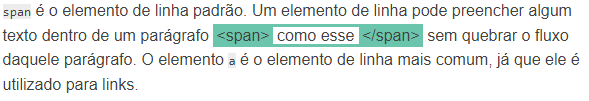 span é o elemento de linha padrão. Um elemento de linha pode preencher algum
texto dentro de um parágrafo <span> como esse </span> sem quebrar o fluxo
daquele parágrafo. O elemento a é o elemento de linha mais comum, já que ele é
utilizado para links.